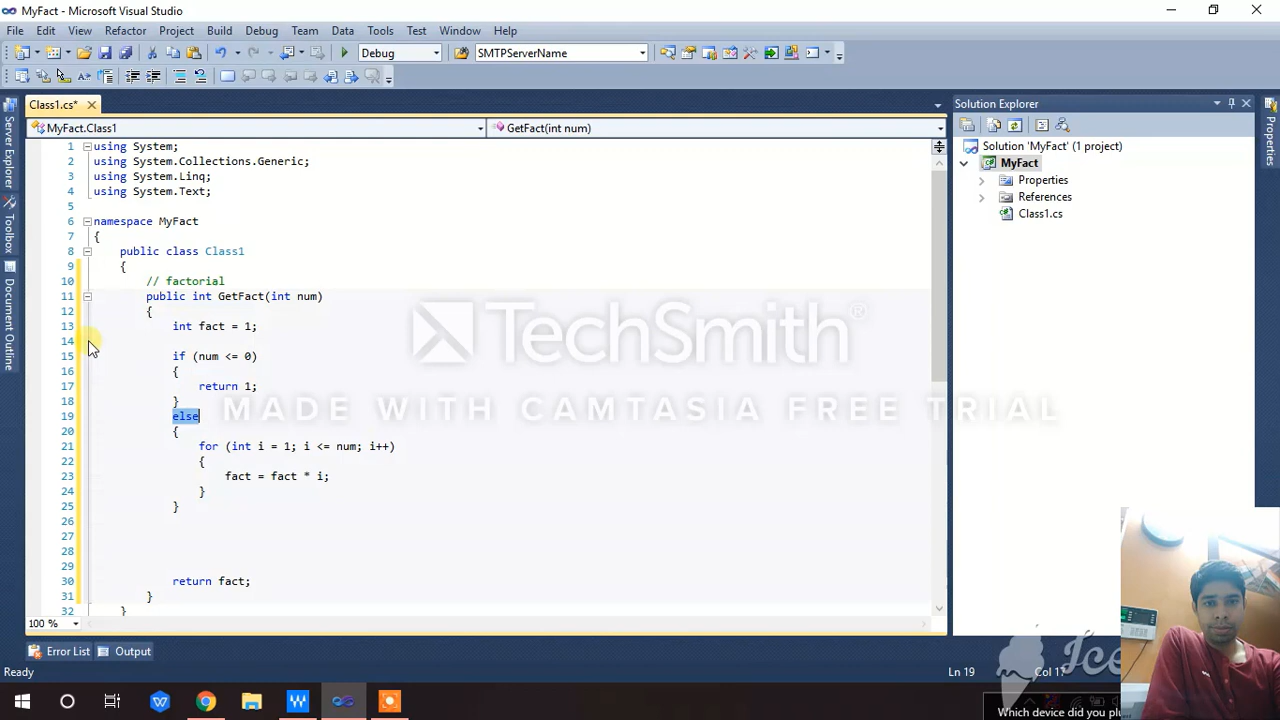 MyFact - Microsoft Visual Studio
File Edit View Refactor Project Build Debug Team Data Tools Test Window Help
Debug SMTPServerName
Class1.cs*
Solution Explorer
MyFact.Class1 GetFact(int num)
Solution 'MyFact' (1 project)
MyFact
Properties
References
Class1.cs
Server Explorer
Toolbox
Document Outline
Properties
1 using System;
2 using System.Collections.Generic;
3 using System.Linq;
4 using System.Text;
5
6 namespace MyFact
7 {
8 public class Class1
9 {
10 // factorial
11 public int GetFact(int num)
12 {
13 int fact = 1;
14
15 if (num <= 0)
16 {
17 return 1;
18 }
19 else
20 {
21 for (int i = 1; i <= num; i++)
22 {
23 fact = fact * i;
24 }
25 }
26
27
28
29
30 return fact;
31 }
32 }
TechSmith®
MADE WITH CAMTASIA FREE TRIAL
100 %
Error List Output
Ready Ln 19 Col 17
Ice
Which device did you plu